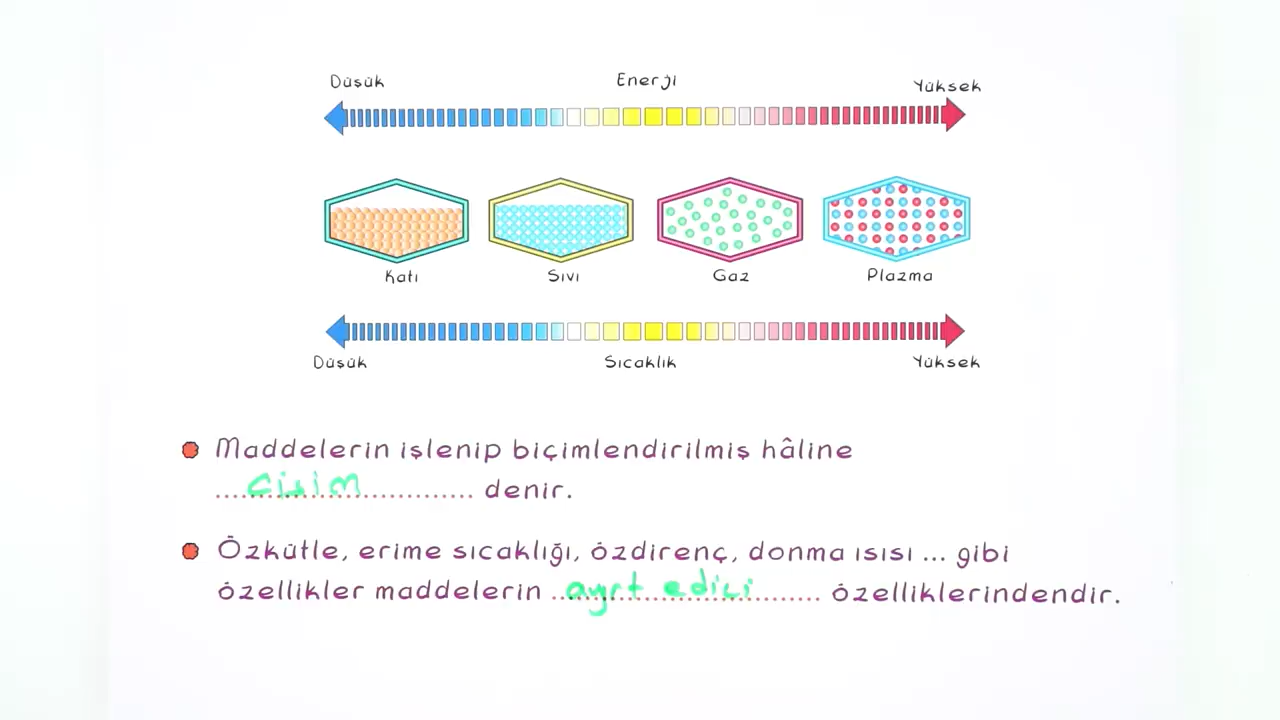 Düşük Enerji Yüksek
Katı Sıvı Gaz Plazma
Düşük Sıcaklık Yüksek
Maddelerin işlenip biçimlendirilmiş hâline
cisim denir.
Özkütle, erime sıcaklığı, özdirenç, donma ısısı ... gibi
özellikler maddelerin ayırt edici özelliklerindendir.